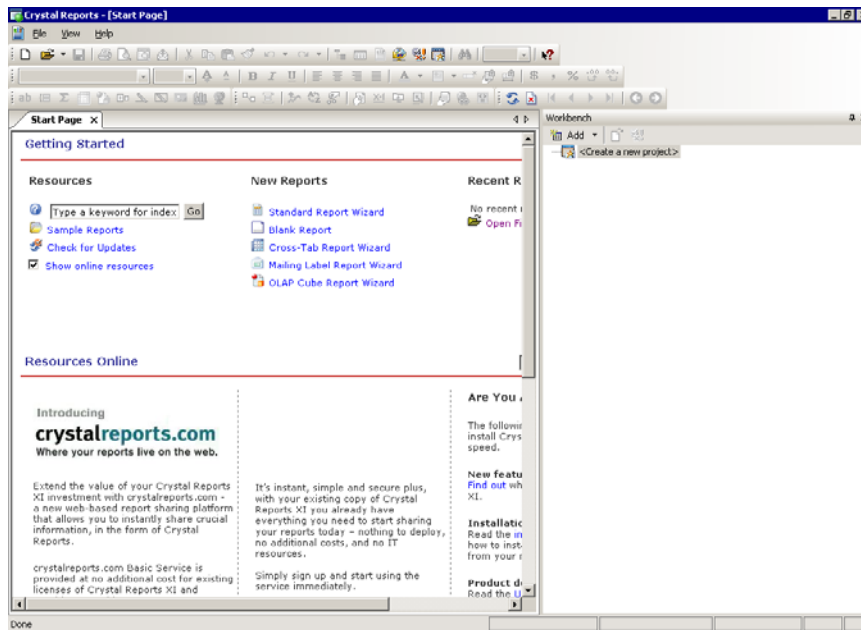 Crystal Reports - [Start Page]
File View Help
Start Page
Workbench
Getting Started
Add
<Create a new project>
Resources
Type a keyword for index Go
Sample Reports
Check for Updates
Show online resources
New Reports
Standard Report Wizard
Blank Report
Cross-Tab Report Wizard
Mailing Label Report Wizard
OLAP Cube Report Wizard
Recent R
No recent
Open Fi
Resources Online
Introducing
crystalreports.com
Where your reports live on the web.
Extend the value of your Crystal Reports
XI investment with crystalreports.com -
a new web-based report sharing platform
that allows you to instantly share crucial
information, in the form of Crystal
Reports.
crystalreports.com Basic Service is
provided at no additional cost for existing
licenses of Crystal Reports XI and
It's instant, simple and secure plus,
with your existing copy of Crystal
Reports XI you already have
everything you need to start sharing
your reports today – nothing to deploy,
no additional costs, and no IT
resources.
Simply sign up and start using the
service immediately.
Are You
The followin
install Crys
speed.
New featu
Find out wh
XI.
Installatio
Read the in
how to inst
from your
Product d
Read the U
Done